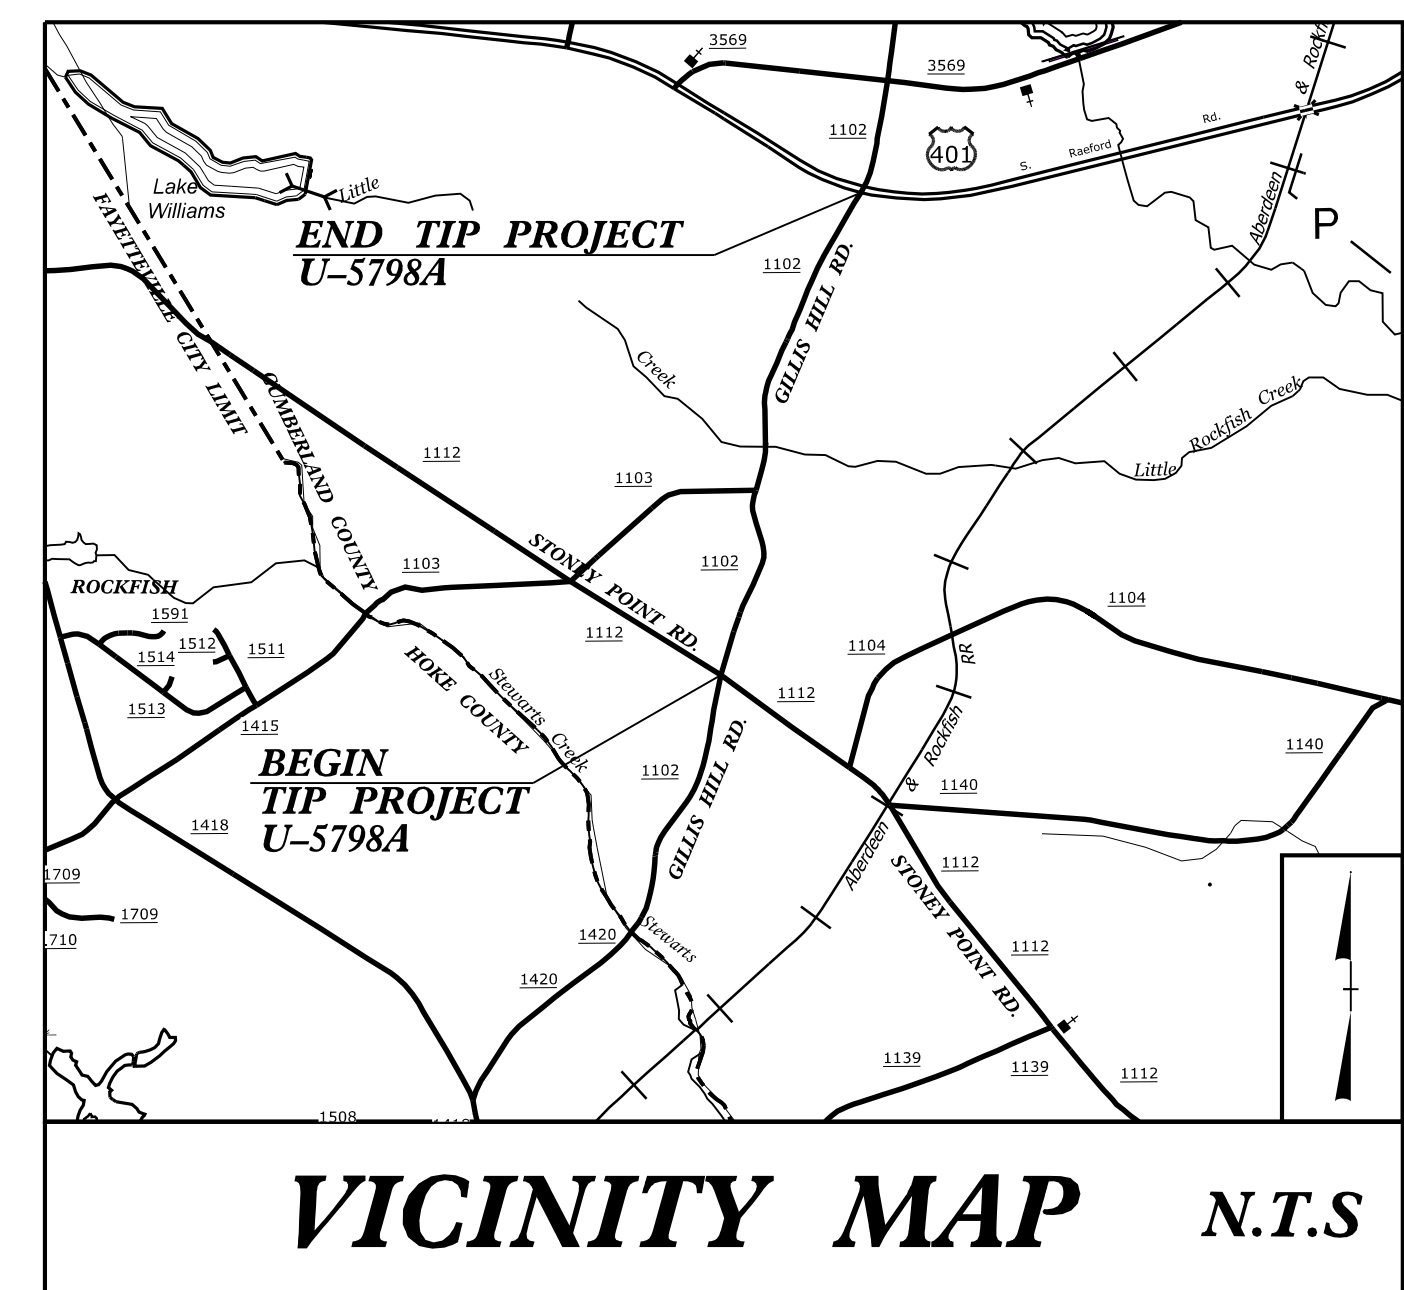 3569
3569
& Rockf
1102
401
S. Raeford Rd.
Lake
Williams
Little
Aberdeen
P
FAYETTEVILLE CITY LIMIT
END TIP PROJECT
U–5798A
1102
GILLIS HILL RD.
Creek
CUMBERLAND COUNTY
Little Rockfish Creek
1112
1103
STONEY POINT RD.
1103
1102
ROCKFISH
1591
1512
1511
1514
1513
1415
1112
1104
1104
RR
HOKE COUNTY
Stewarts Creek
1112
BEGIN
TIP PROJECT
U–5798A
1102
GILLIS HILL RD.
& Rockfish
1140
1140
1418
Aberdeen
1112
STONEY POINT RD.
1709
1709
710
1420
Stewarts
1420
1112
1139
1139
1112
1508
VICINITY MAP N.T.S